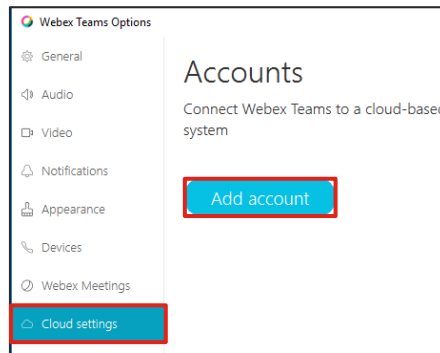 Webex Teams Options
General
Audio
Video
Notifications
Appearance
Devices
Webex Meetings
Cloud settings
Accounts
Connect Webex Teams to a cloud-based
system
Add account